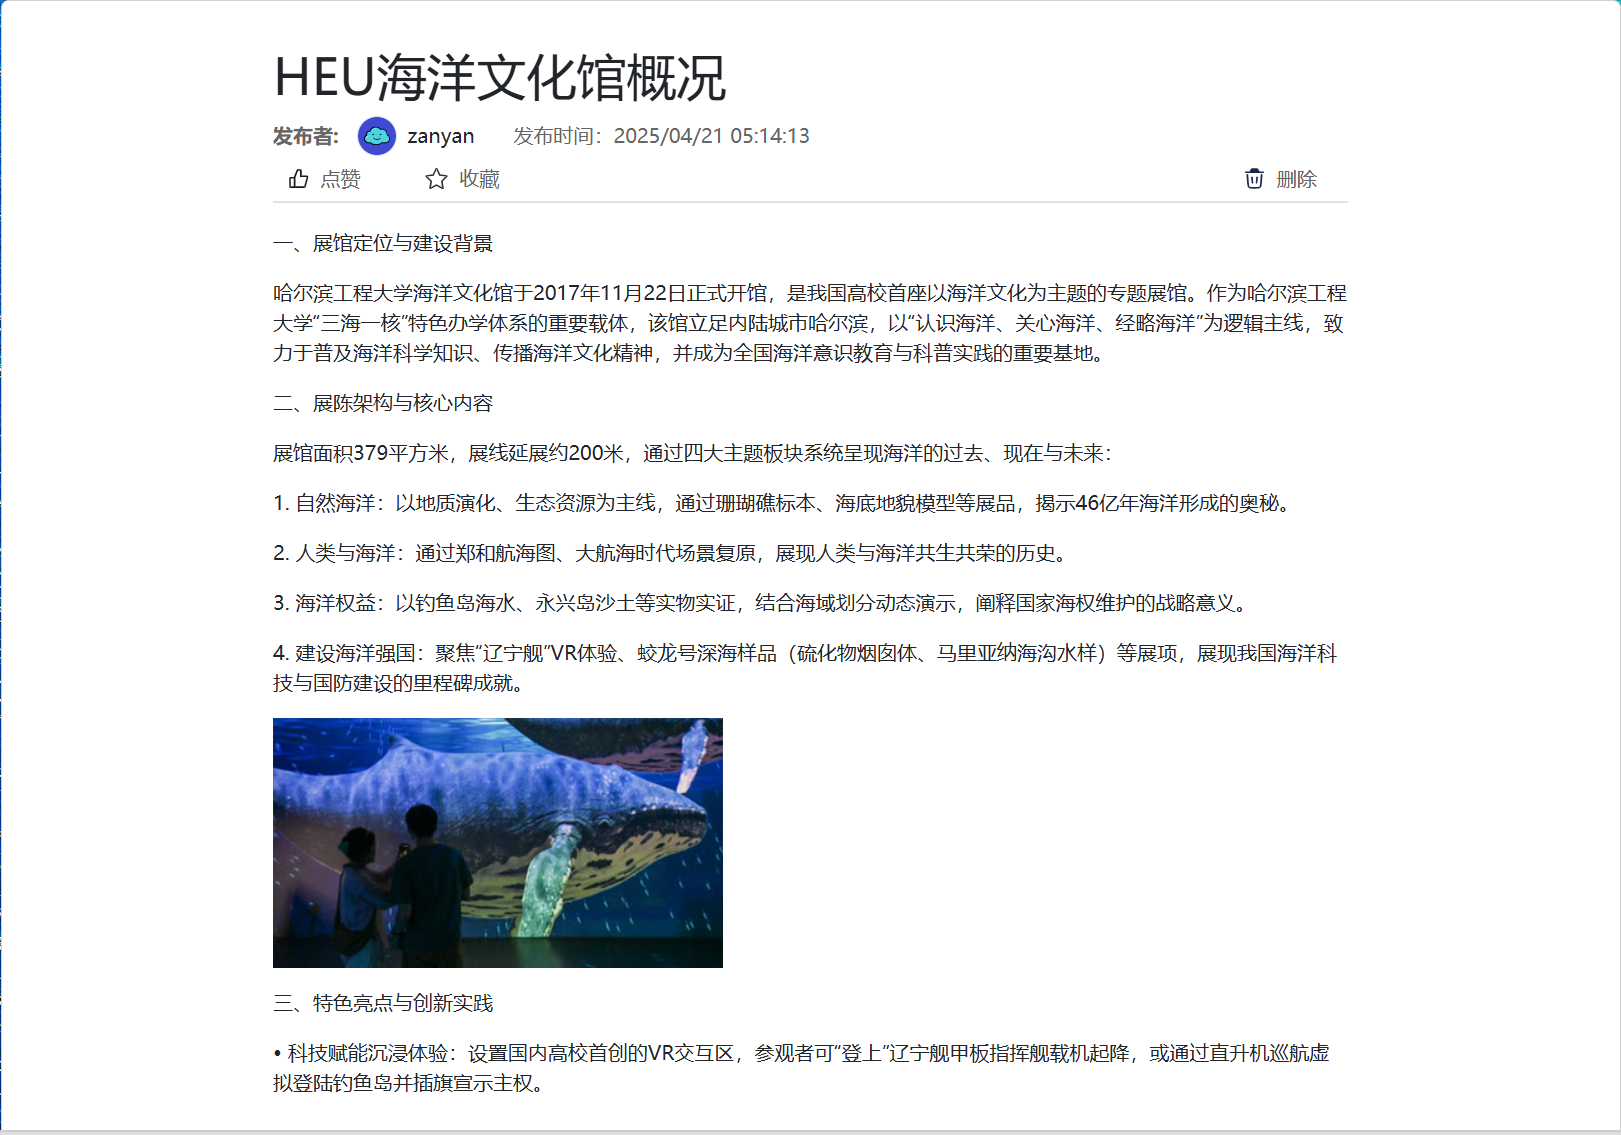 HEU海洋文化馆概况
发布者: zanyan 发布时间：2025/04/21 05:14:13
点赞 收藏 删除
一、展馆定位与建设背景
哈尔滨工程大学海洋文化馆于2017年11月22日正式开馆，是我国高校首座以海洋文化为主题的专题展馆。作为哈尔滨工程
大学“三海一核”特色办学体系的重要载体，该馆立足内陆城市哈尔滨，以“认识海洋、关心海洋、经略海洋”为逻辑主线，致
力于普及海洋科学知识、传播海洋文化精神，并成为全国海洋意识教育与科普实践的重要基地。
二、展陈架构与核心内容
展馆面积379平方米，展线延展约200米，通过四大主题板块系统呈现海洋的过去、现在与未来：
1. 自然海洋：以地质演化、生态资源为主线，通过珊瑚礁标本、海底地貌模型等展品，揭示46亿年海洋形成的奥秘。
2. 人类与海洋：通过郑和航海图、大航海时代场景复原，展现人类与海洋共生共荣的历史。
3. 海洋权益：以钓鱼岛海水、永兴岛沙土等实物实证，结合海域划分动态演示，阐释国家海权维护的战略意义。
4. 建设海洋强国：聚焦“辽宁舰”VR体验、蛟龙号深海样品（硫化物烟囱体、马里亚纳海沟水样）等展项，展现我国海洋科
技与国防建设的里程碑成就。
三、特色亮点与创新实践
• 科技赋能沉浸体验：设置国内高校首创的VR交互区，参观者可“登上”辽宁舰甲板指挥舰载机起降，或通过直升机巡航虚
拟登陆钓鱼岛并插旗宣示主权。